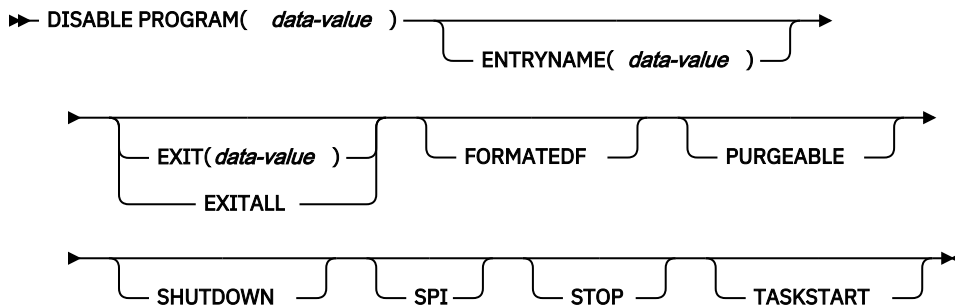 DISABLE PROGRAM( data-value )
ENTRYNAME( data-value )
EXIT(data-value )
FORMATEDF
PURGEABLE
EXITALL
SHUTDOWN
SPI
STOP
TASKSTART